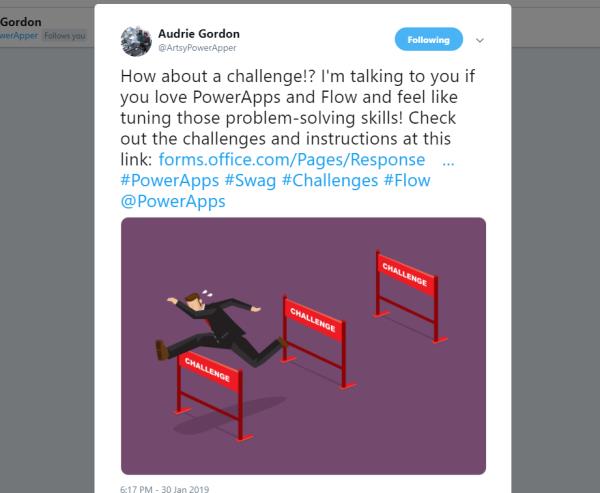 Gordon
werApper Follows you
Audrie Gordon
@ArtsyPowerApper
Following
How about a challenge!? I'm talking to you if
you love PowerApps and Flow and feel like
tuning those problem-solving skills! Check
out the challenges and instructions at this
link: forms.office.com/Pages/Response ...
#PowerApps #Swag #Challenges #Flow
@PowerApps
CHALLENGE
CHALLENGE
CHALLENGE
6:17 PM - 30 Jan 2019